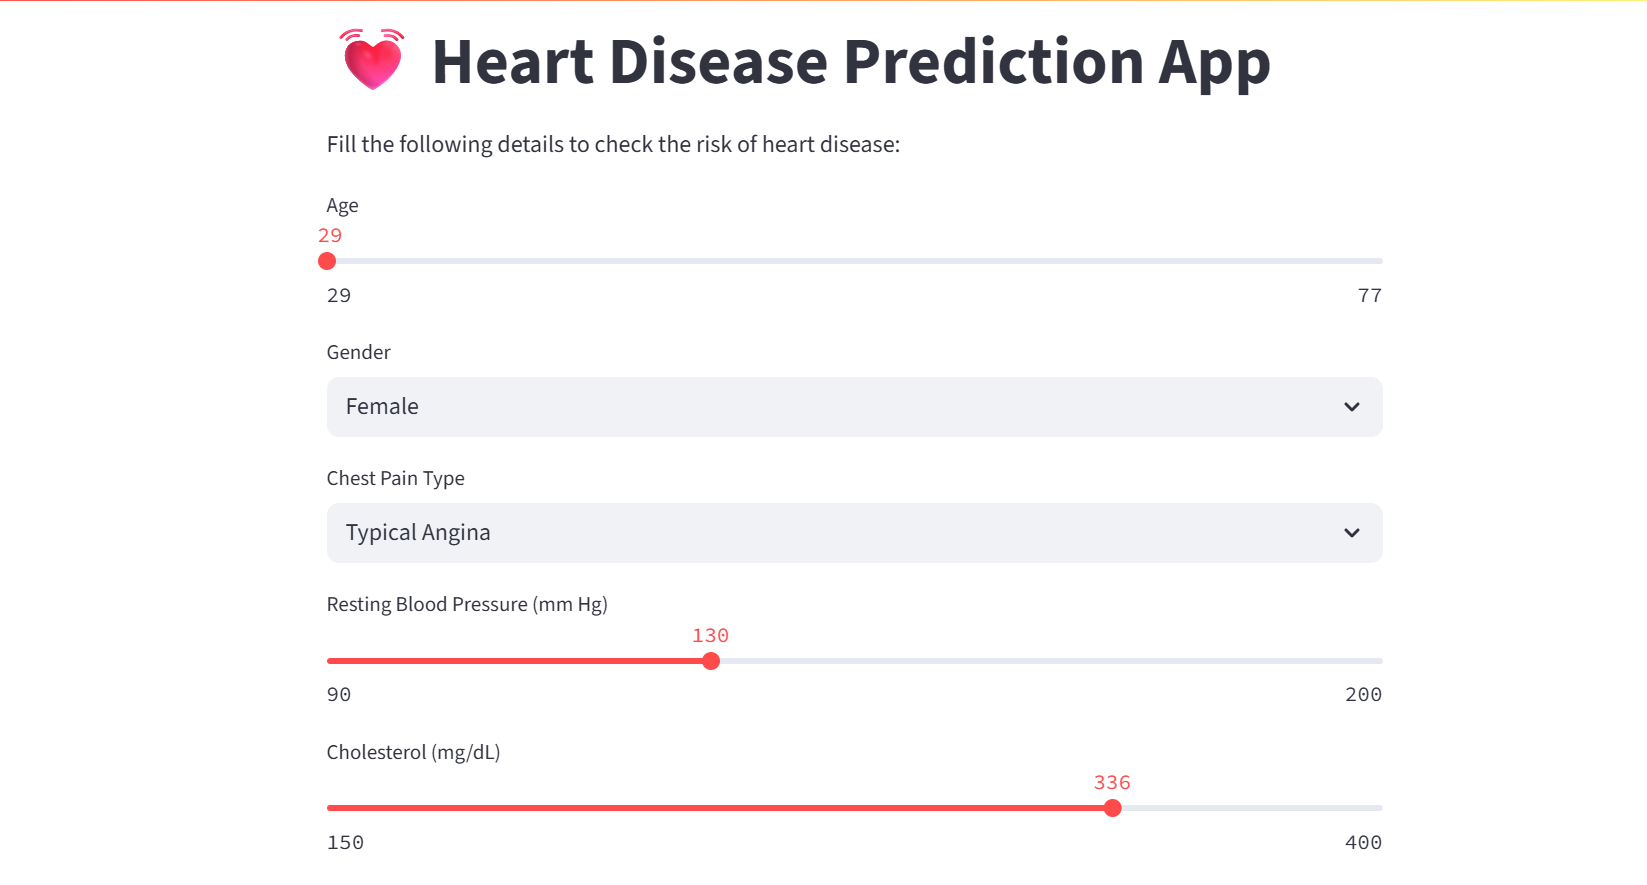 Heart Disease Prediction App
Fill the following details to check the risk of heart disease:
Age
29
29 77
Gender
Female
Chest Pain Type
Typical Angina
Resting Blood Pressure (mm Hg)
130
90 200
Cholesterol (mg/dL)
336
150 400